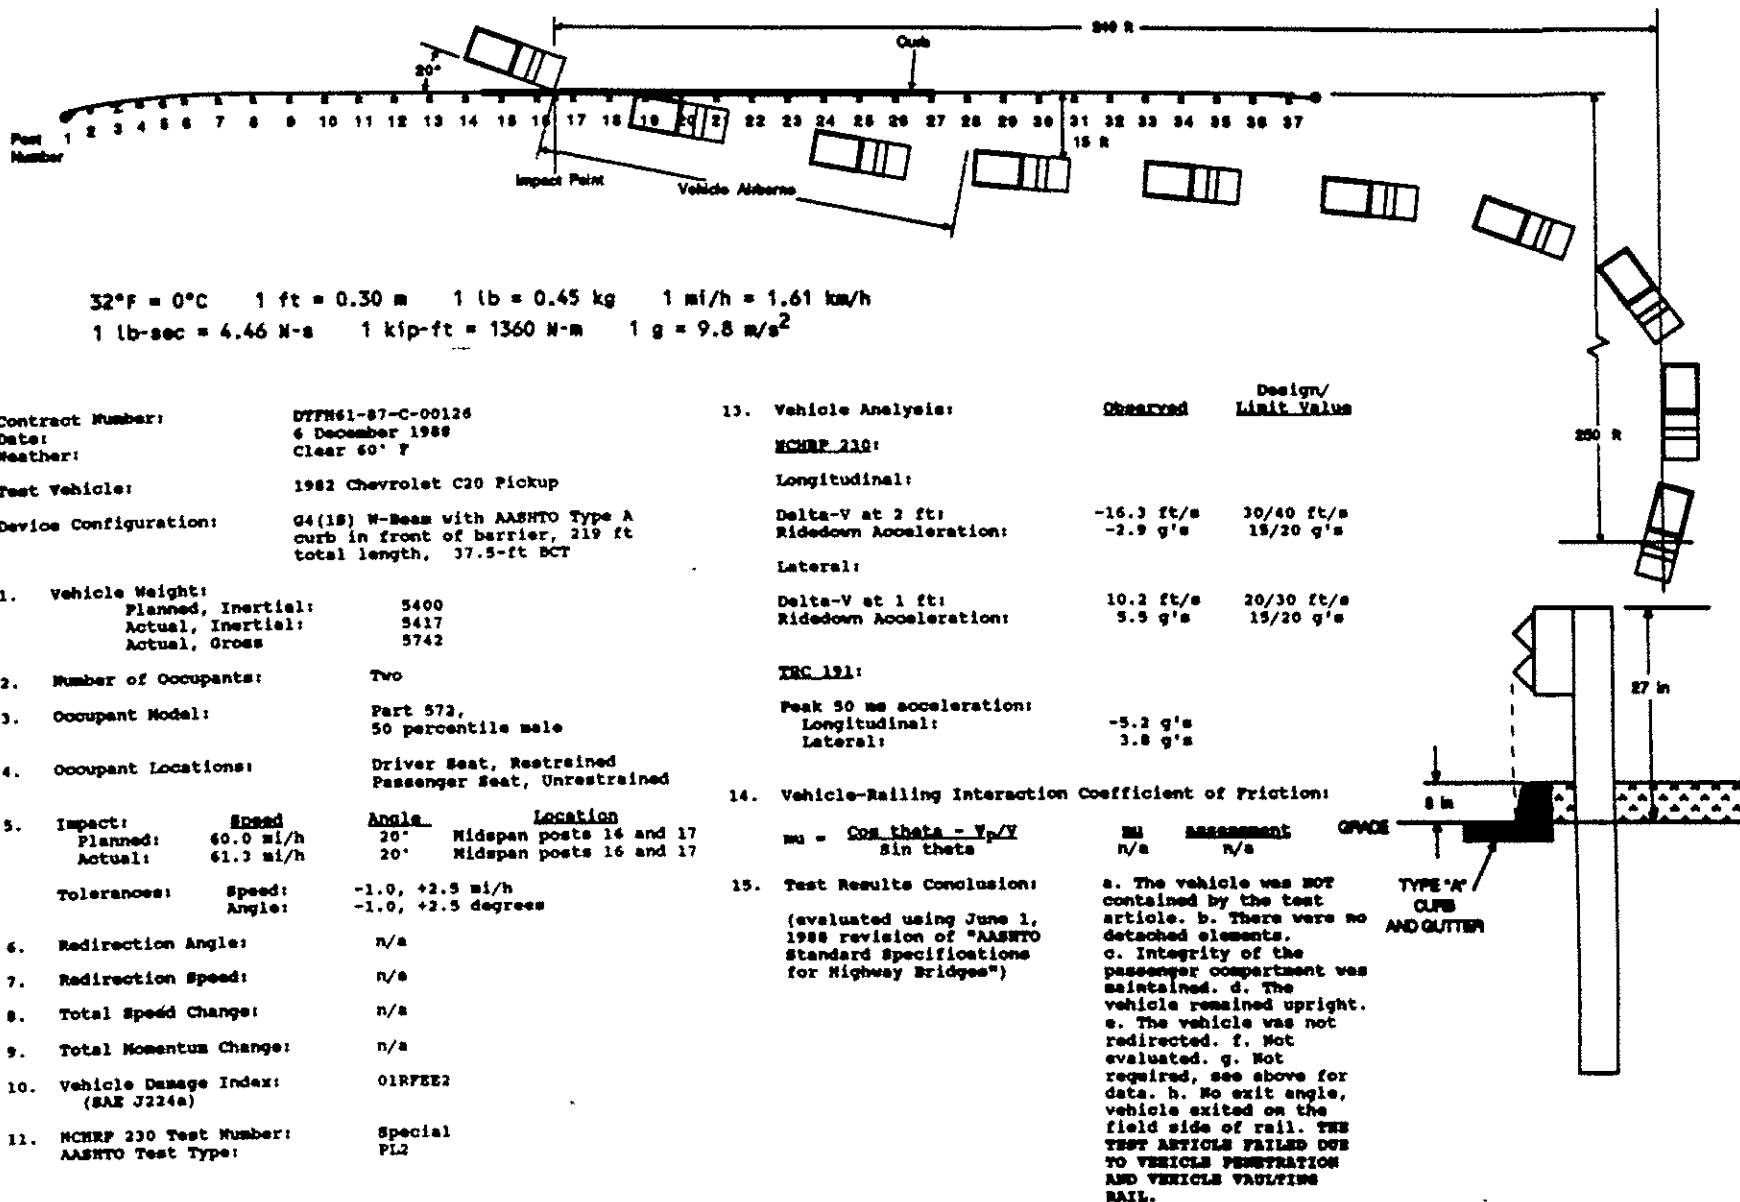 240 ft
Curb
20°
Post Number 1 2 3 4 5 6 7 8 9 10 11 12 13 14 15 16 17 18 19 20 21 22 23 24 25 26 27 28 29 30 31 32 33 34 35 36 37
15 ft
Impact Point
Vehicle Airborne
32°F = 0°C 1 ft = 0.30 m 1 lb = 0.45 kg 1 mi/h = 1.61 km/h
1 lb-sec = 4.46 N-s 1 kip-ft = 1360 N-m 1 g = 9.8 m/s²
250 ft
Contract Number: DTFH61-87-C-00126
Date: 6 December 1988
Weather: Clear 60° F
Test Vehicle: 1982 Chevrolet C20 Pickup
Device Configuration: G4(1S) W-Beam with AASHTO Type A
curb in front of barrier, 219 ft
total length, 37.5-ft BCT
1. Vehicle Weight:
Planned, Inertial: 5400
Actual, Inertial: 5417
Actual, Gross 5742
2. Number of Occupants: Two
3. Occupant Model: Part 572,
50 percentile male
4. Occupant Locations: Driver Seat, Restrained
Passenger Seat, Unrestrained
5. Impact: Speed Angle Location
Planned: 60.0 mi/h 20° Midspan posts 16 and 17
Actual: 61.3 mi/h 20° Midspan posts 16 and 17
Tolerances: Speed: -1.0, +2.5 mi/h
Angle: -1.0, +2.5 degrees
6. Redirection Angle: n/a
7. Redirection Speed: n/a
8. Total Speed Change: n/a
9. Total Momentum Change: n/a
10. Vehicle Damage Index: 01RFEE2
(SAE J224a)
11. NCHRP 230 Test Number: Special
AASHTO Test Type: PL2
13. Vehicle Analysis: Observed Design/
Limit Value
NCHRP 230:
Longitudinal:
Delta-V at 2 ft: -16.3 ft/s 30/40 ft/s
Ridedown Acceleration: -2.9 g's 15/20 g's
Lateral:
Delta-V at 1 ft: 10.2 ft/s 20/30 ft/s
Ridedown Acceleration: 5.5 g's 15/20 g's
TRC 191:
Peak 50 ms acceleration:
Longitudinal: -5.2 g's
Lateral: 3.8 g's
14. Vehicle-Railing Interaction Coefficient of Friction:
mu = Cos theta - Vp/V mu assessment
Sin theta n/a n/a
15. Test Results Conclusion:
(evaluated using June 1,
1988 revision of "AASHTO
Standard Specifications
for Highway Bridges")
a. The vehicle was NOT
contained by the test
article. b. There were no
detached elements.
c. Integrity of the
passenger compartment was
maintained. d. The
vehicle remained upright.
e. The vehicle was not
redirected. f. Not
evaluated. g. Not
required, see above for
data. h. No exit angle,
vehicle exited on the
field side of rail. THE
TEST ARTICLE FAILED DUE
TO VEHICLE PENETRATION
AND VEHICLE VAULTING
RAIL.
27 in
8 in
GRADE
TYPE "A"
CURB
AND GUTTER